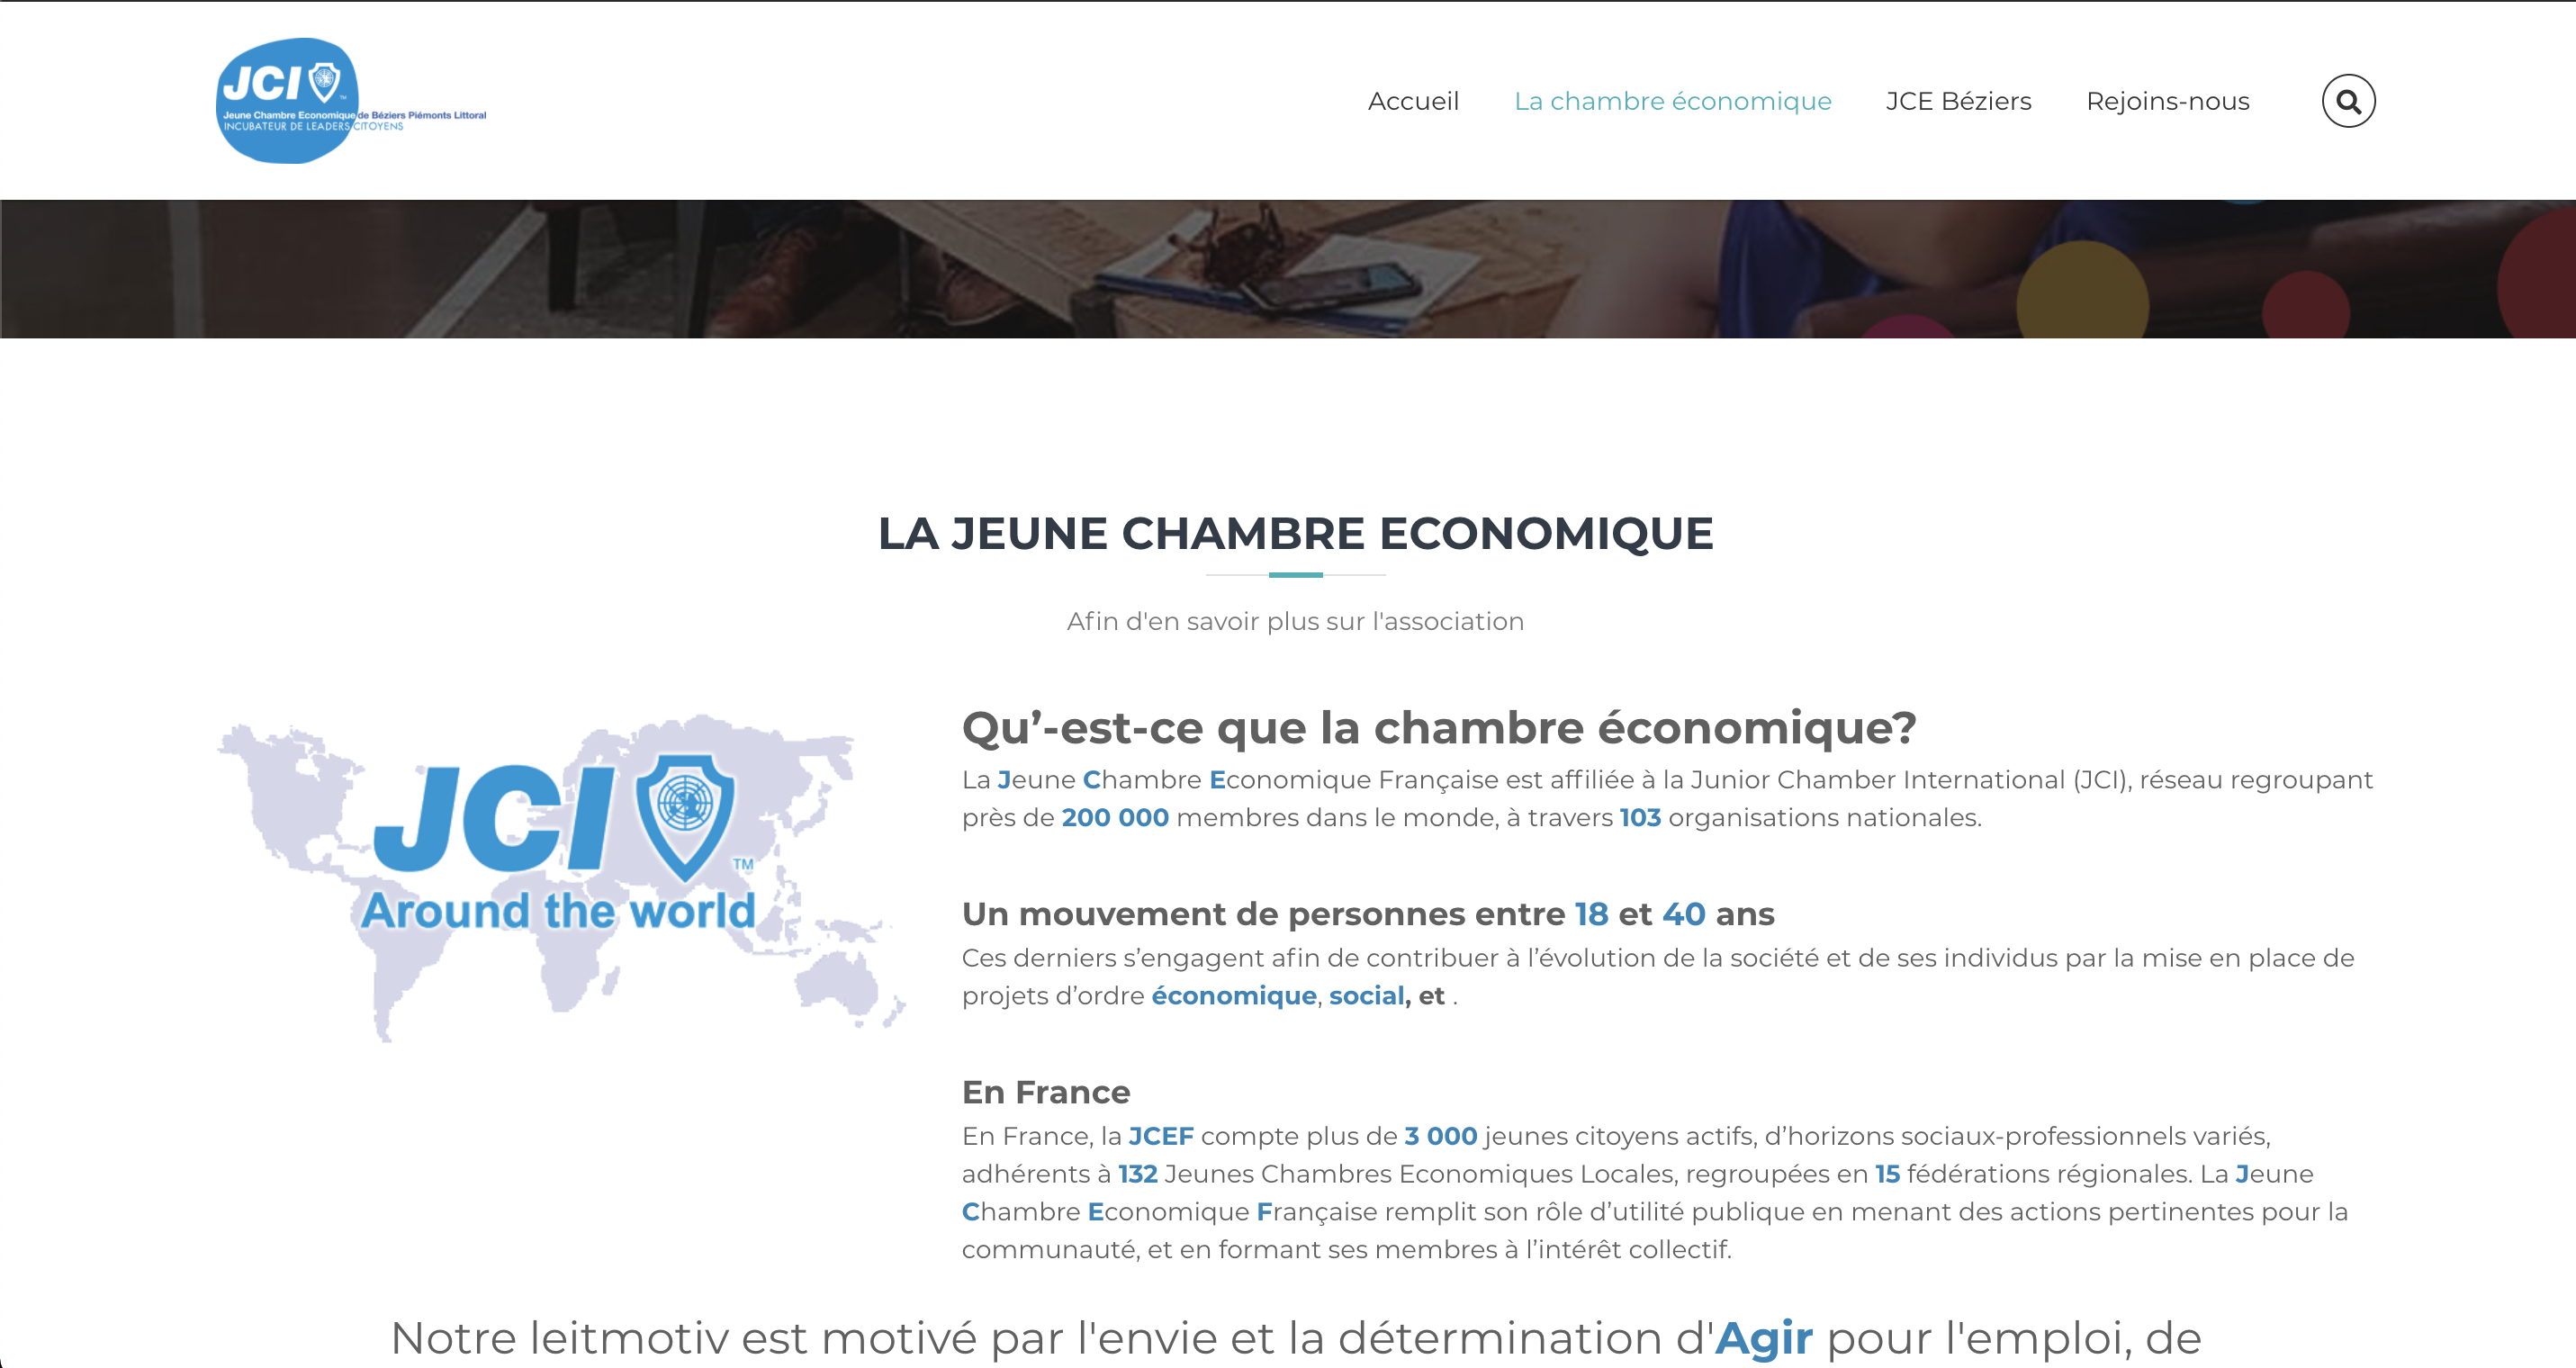 JCI
TM
Jeune Chambre Economique de Béziers Piémonts Littoral
INCUBATEUR DE LEADERS CITOYENS
Accueil La chambre économique JCE Béziers Rejoins-nous
LA JEUNE CHAMBRE ECONOMIQUE
Afin d'en savoir plus sur l'association
JCI
TM
Around the world
Qu’-est-ce que la chambre économique?
La Jeune Chambre Economique Française est affiliée à la Junior Chamber International (JCI), réseau regroupant
près de 200 000 membres dans le monde, à travers 103 organisations nationales.
Un mouvement de personnes entre 18 et 40 ans
Ces derniers s’engagent afin de contribuer à l’évolution de la société et de ses individus par la mise en place de
projets d’ordre économique, social, et .
En France
En France, la JCEF compte plus de 3 000 jeunes citoyens actifs, d’horizons sociaux-professionnels variés,
adhérents à 132 Jeunes Chambres Economiques Locales, regroupées en 15 fédérations régionales. La Jeune
Chambre Economique Française remplit son rôle d’utilité publique en menant des actions pertinentes pour la
communauté, et en formant ses membres à l’intérêt collectif.
Notre leitmotiv est motivé par l'envie et la détermination d'Agir pour l'emploi, de